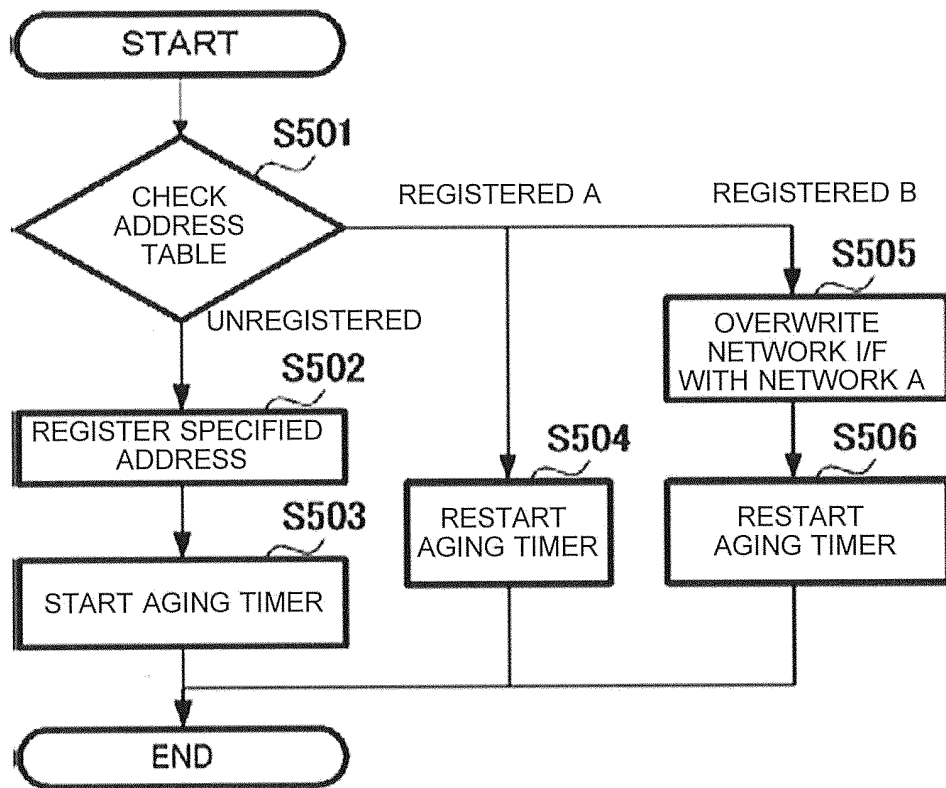 START
S501
CHECK
ADDRESS
TABLE
REGISTERED A
REGISTERED B
UNREGISTERED
S502
REGISTER SPECIFIED
ADDRESS
S503
START AGING TIMER
S504
RESTART
AGING TIMER
S505
OVERWRITE
NETWORK I/F
WITH NETWORK A
S506
RESTART
AGING TIMER
END